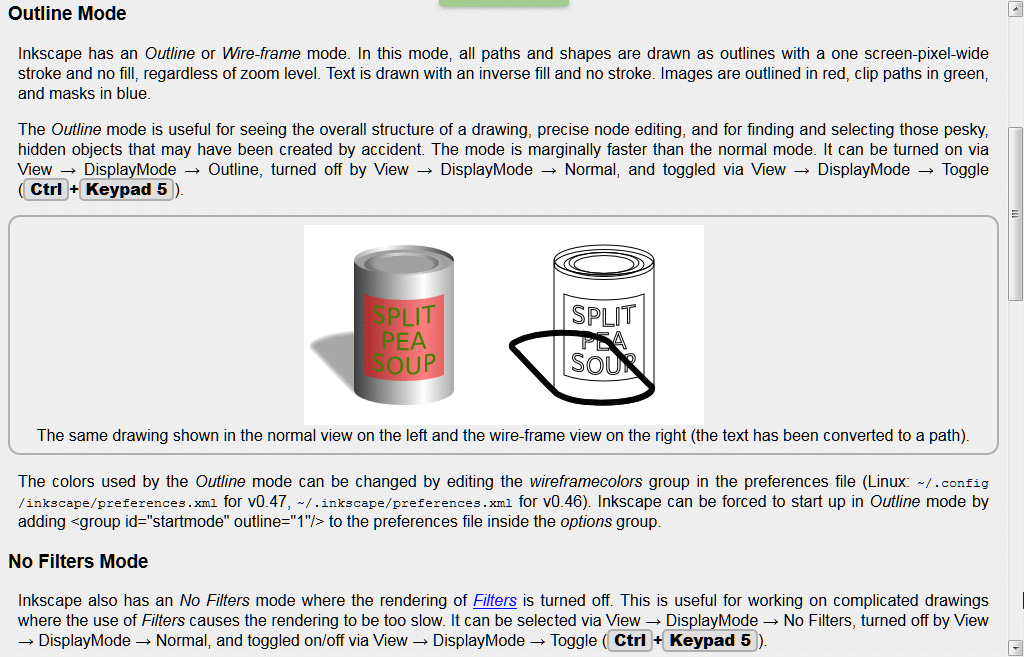 Outline Mode
Inkscape has an Outline or Wire-frame mode. In this mode, all paths and shapes are drawn as outlines with a one screen-pixel-wide
stroke and no fill, regardless of zoom level. Text is drawn with an inverse fill and no stroke. Images are outlined in red, clip paths in green,
and masks in blue.
The Outline mode is useful for seeing the overall structure of a drawing, precise node editing, and for finding and selecting those pesky,
hidden objects that may have been created by accident. The mode is marginally faster than the normal mode. It can be turned on via
View → DisplayMode → Outline, turned off by View → DisplayMode → Normal, and toggled via View → DisplayMode → Toggle
( Ctrl + Keypad 5 ).
SPLIT
PEA
SOUP
SPLIT
PEA
SOUP
The same drawing shown in the normal view on the left and the wire-frame view on the right (the text has been converted to a path).
The colors used by the Outline mode can be changed by editing the wireframecolors group in the preferences file (Linux: ~/.config
/inkscape/preferences.xml for v0.47, ~/.inkscape/preferences.xml for v0.46). Inkscape can be forced to start up in Outline mode by
adding <group id="startmode" outline="1"/> to the preferences file inside the options group.
No Filters Mode
Inkscape also has an No Filters mode where the rendering of Filters is turned off. This is useful for working on complicated drawings
where the use of Filters causes the rendering to be too slow. It can be selected via View → DisplayMode → No Filters, turned off by View
→ DisplayMode → Normal, and toggled on/off via View → DisplayMode → Toggle ( Ctrl + Keypad 5 ).